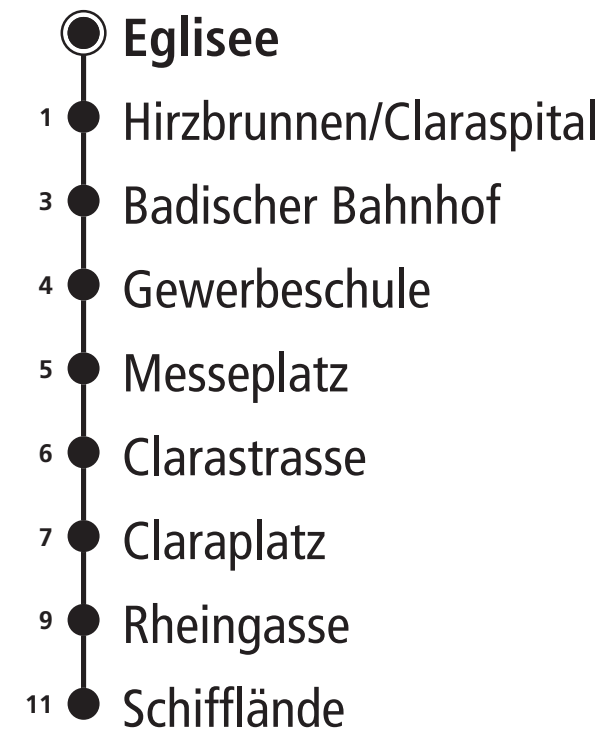 Eglisee
1 Hirzbrunnen/Claraspital
3 Badischer Bahnhof
4 Gewerbeschule
5 Messeplatz
6 Clarastrasse
7 Claraplatz
9 Rheingasse
11 Schifflände